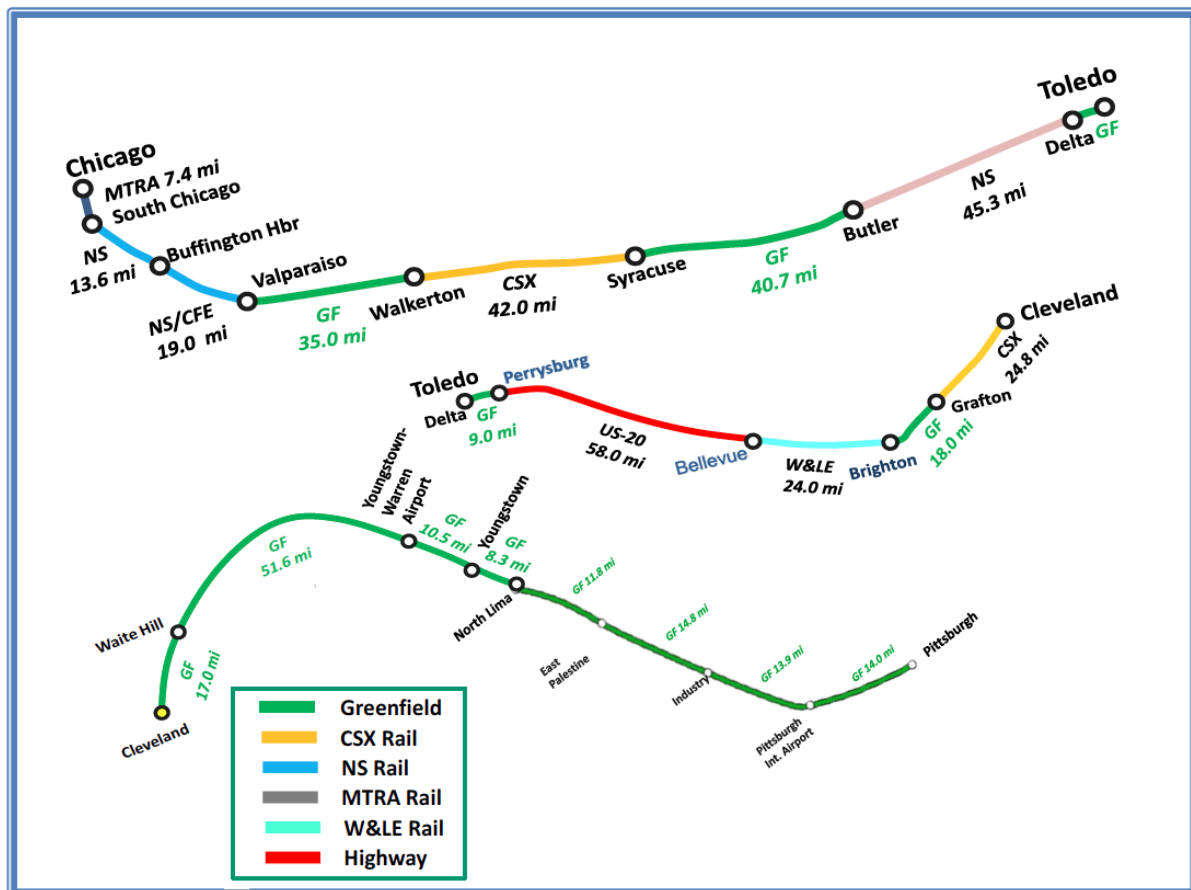 Toledo
Delta
GF
Chicago
MTRA 7.4 mi
South Chicago
NS
13.6 mi
Buffington Hbr
Valparaiso
NS/CFE
19.0 mi
GF
35.0 mi
Walkerton
CSX
42.0 mi
Syracuse
GF
40.7 mi
Butler
NS
45.3 mi
Toledo
Delta
GF
9.0 mi
Perrysburg
US-20
58.0 mi
Bellevue
W&LE
24.0 mi
Brighton
GF
18.0 mi
Grafton
CSX
24.8 mi
Cleveland
Cleveland
GF
17.0 mi
Waite Hill
GF
51.6 mi
Youngstown-
Warren
Airport
GF
10.5 mi
Youngstown
GF
8.3 mi
North Lima
GF 11.8 mi
East
Palestine
GF 14.8 mi
Industry
GF 13.9 mi
Pittsburgh
Int. Airport
GF 14.0 mi
Pittsburgh
Greenfield
CSX Rail
NS Rail
MTRA Rail
W&LE Rail
Highway